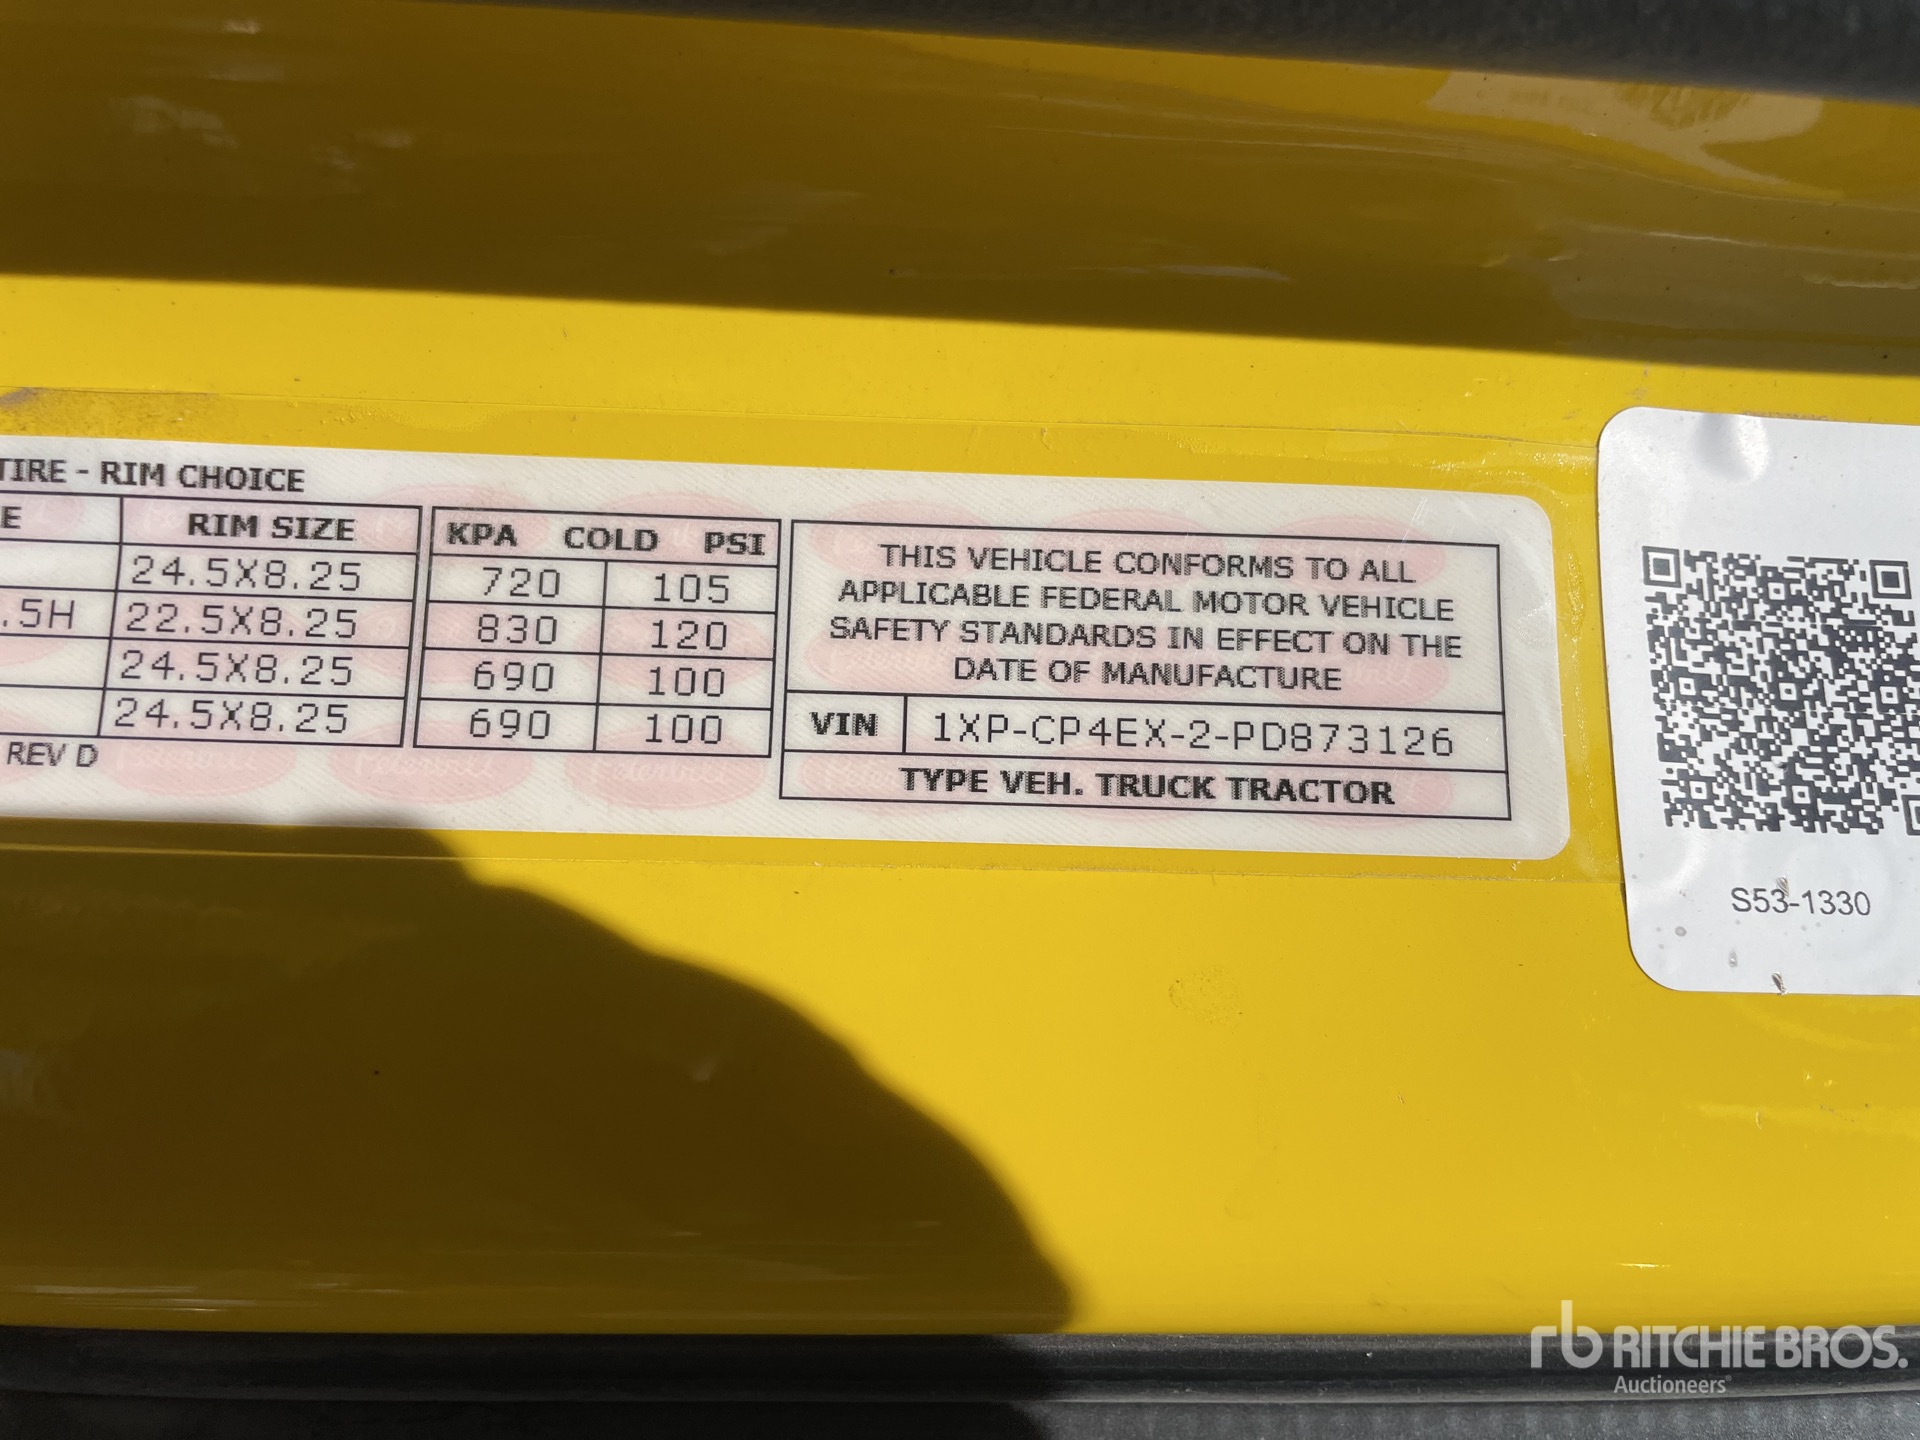 TIRE - RIM CHOICE
E RIM SIZE KPA COLD PSI
24.5X8.25 720 105
.5H 22.5X8.25 830 120
24.5X8.25 690 100
24.5X8.25 690 100
REV D
THIS VEHICLE CONFORMS TO ALL
APPLICABLE FEDERAL MOTOR VEHICLE
SAFETY STANDARDS IN EFFECT ON THE
DATE OF MANUFACTURE
VIN 1XP-CP4EX-2-PD873126
TYPE VEH. TRUCK TRACTOR
S53-1330
rb RITCHIE BROS.
Auctioneers